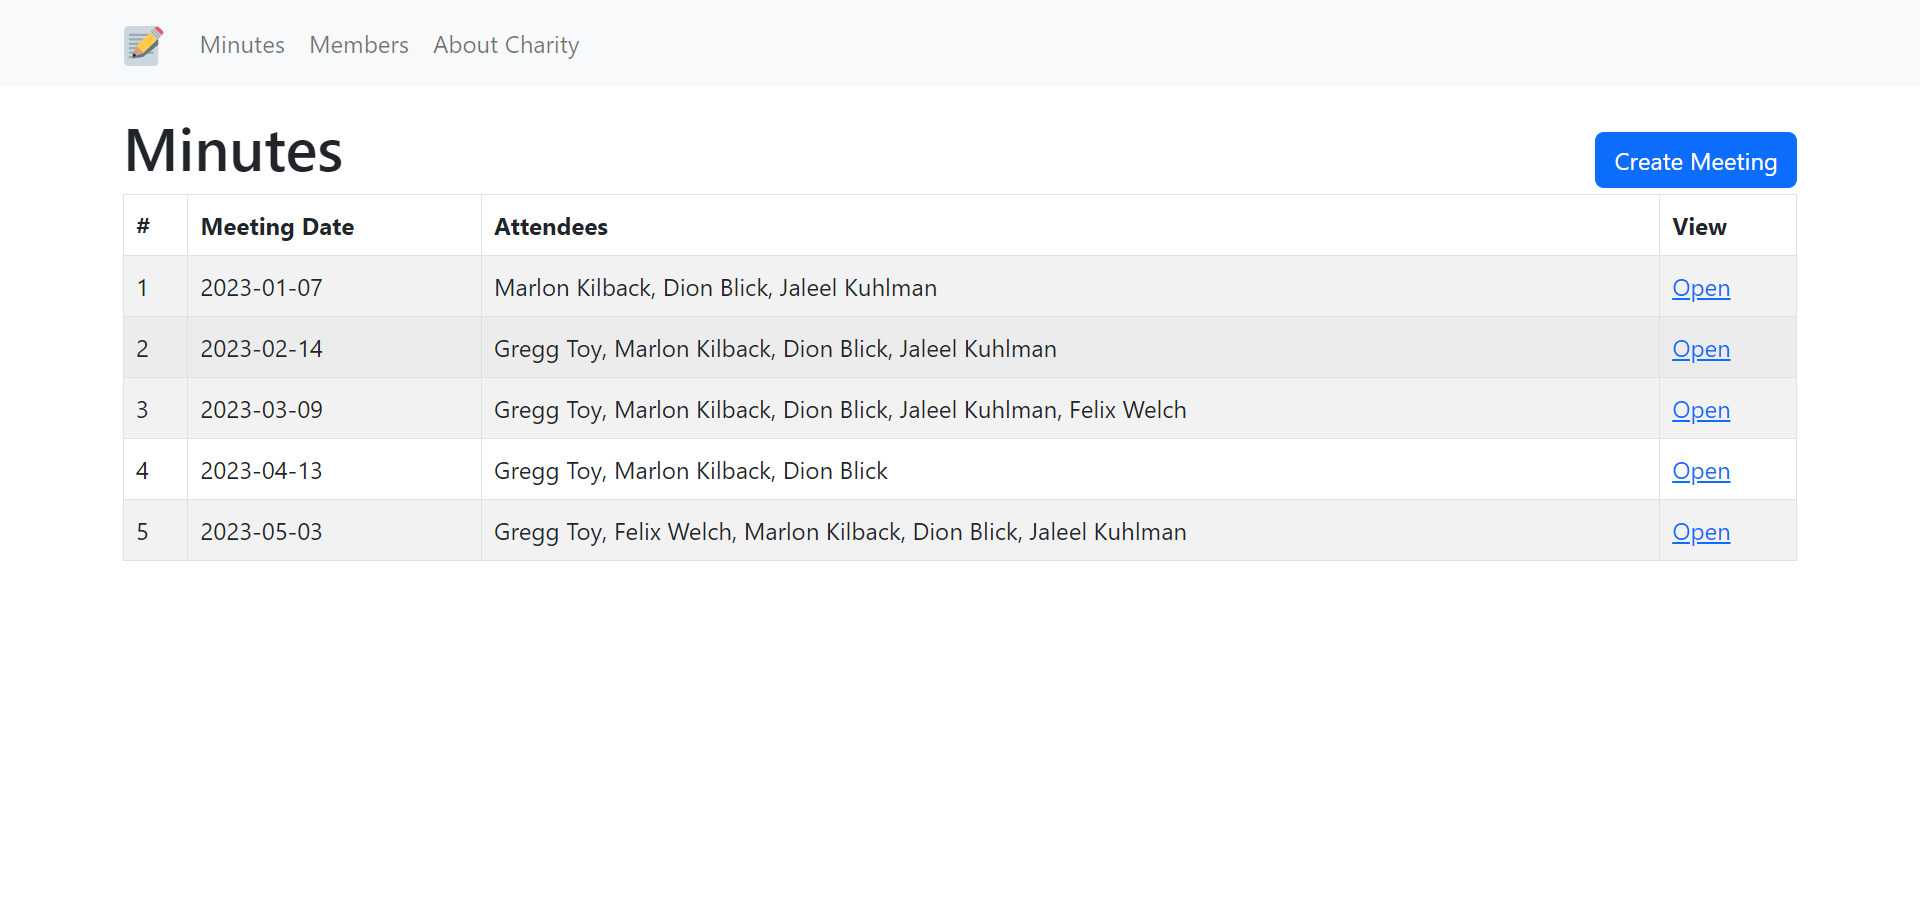 Minutes Members About Charity
Minutes
Create Meeting
# Meeting Date Attendees View
1 2023-01-07 Marlon Kilback, Dion Blick, Jaleel Kuhlman Open
2 2023-02-14 Gregg Toy, Marlon Kilback, Dion Blick, Jaleel Kuhlman Open
3 2023-03-09 Gregg Toy, Marlon Kilback, Dion Blick, Jaleel Kuhlman, Felix Welch Open
4 2023-04-13 Gregg Toy, Marlon Kilback, Dion Blick Open
5 2023-05-03 Gregg Toy, Felix Welch, Marlon Kilback, Dion Blick, Jaleel Kuhlman Open